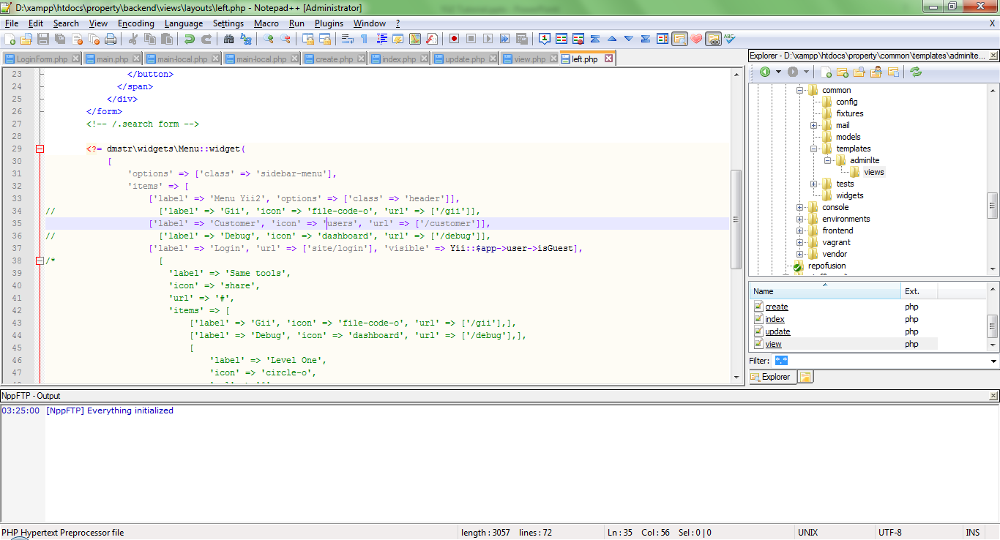 D:\xampp\htdocs\property\backend\views\layouts\left.php - Notepad++ [Administrator]
File Edit Search View Encoding Language Settings Macro Run Plugins Window ? X
LoginForm.php main.php main-local.php main-local.php create.php index.php update.php view.php left.php
23 </button>
24 </span>
25 </div>
26 </form>
27 <!-- /.search form -->
28
29 <?= dmstr\widgets\Menu::widget(
30 [
31 'options' => ['class' => 'sidebar-menu'],
32 'items' => [
33 ['label' => 'Menu Yii2', 'options' => ['class' => 'header']],
34 // ['label' => 'Gii', 'icon' => 'file-code-o', 'url' => ['/gii']],
35 ['label' => 'Customer', 'icon' => 'users', 'url' => ['/customer']],
36 // ['label' => 'Debug', 'icon' => 'dashboard', 'url' => ['/debug']],
37 ['label' => 'Login', 'url' => ['site/login'], 'visible' => Yii::$app->user->isGuest],
38 /* [
39 'label' => 'Same tools',
40 'icon' => 'share',
41 'url' => '#',
42 'items' => [
43 ['label' => 'Gii', 'icon' => 'file-code-o', 'url' => ['/gii'],],
44 ['label' => 'Debug', 'icon' => 'dashboard', 'url' => ['/debug'],],
45 [
46 'label' => 'Level One',
47 'icon' => 'circle-o',
Explorer - D:\xampp\htdocs\property\common\templates\adminlte...
common
config
fixtures
mail
models
templates
adminlte
views
tests
widgets
console
environments
frontend
vagrant
vendor
repofusion
Name Ext.
create php
index php
update php
view php
Filter: *.*
Explorer
NppFTP - Output
03:25:00 [NppFTP] Everything initialized
PHP Hypertext Preprocessor file length : 3057 lines : 72 Ln : 35 Col : 56 Sel : 0 | 0 UNIX UTF-8 INS